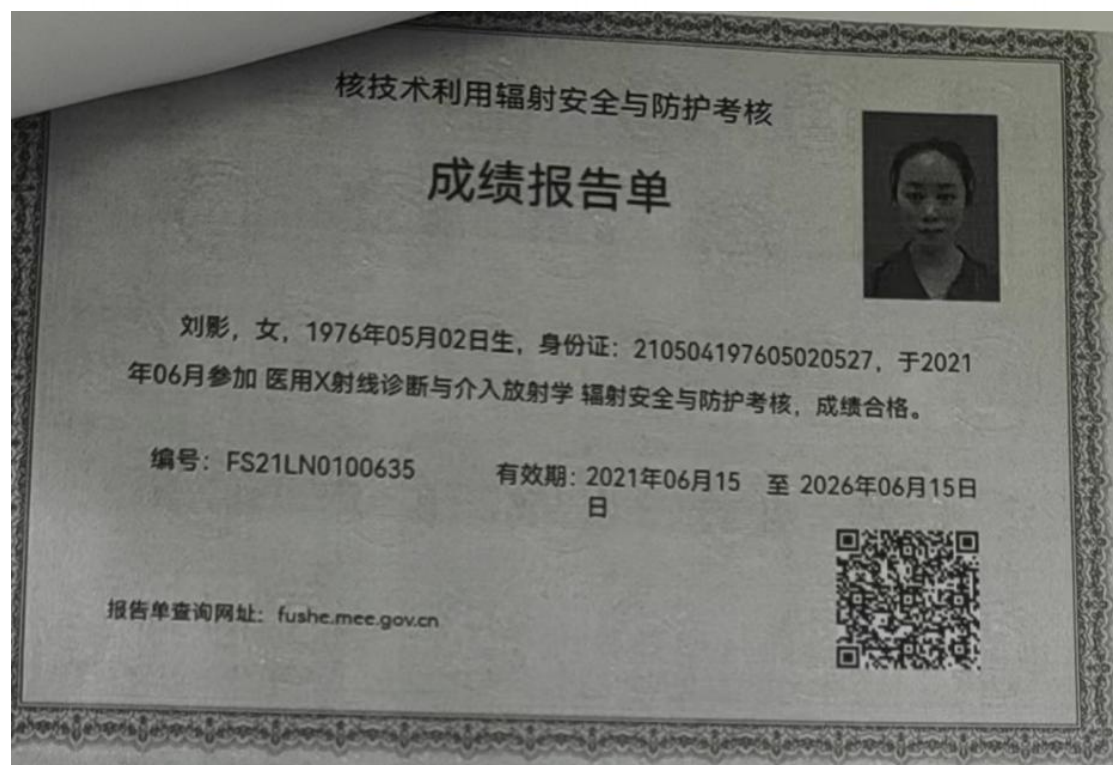 核技术利用辐射安全与防护考核
成绩报告单
刘影，女，1976年05月02日生，身份证：210504197605020527，于2021
年06月参加 医用X射线诊断与介入放射学 辐射安全与防护考核，成绩合格。
编号：FS21LN0100635
有效期：2021年06月15 至 2026年06月15日
日
报告单查询网址：fushe.mee.gov.cn